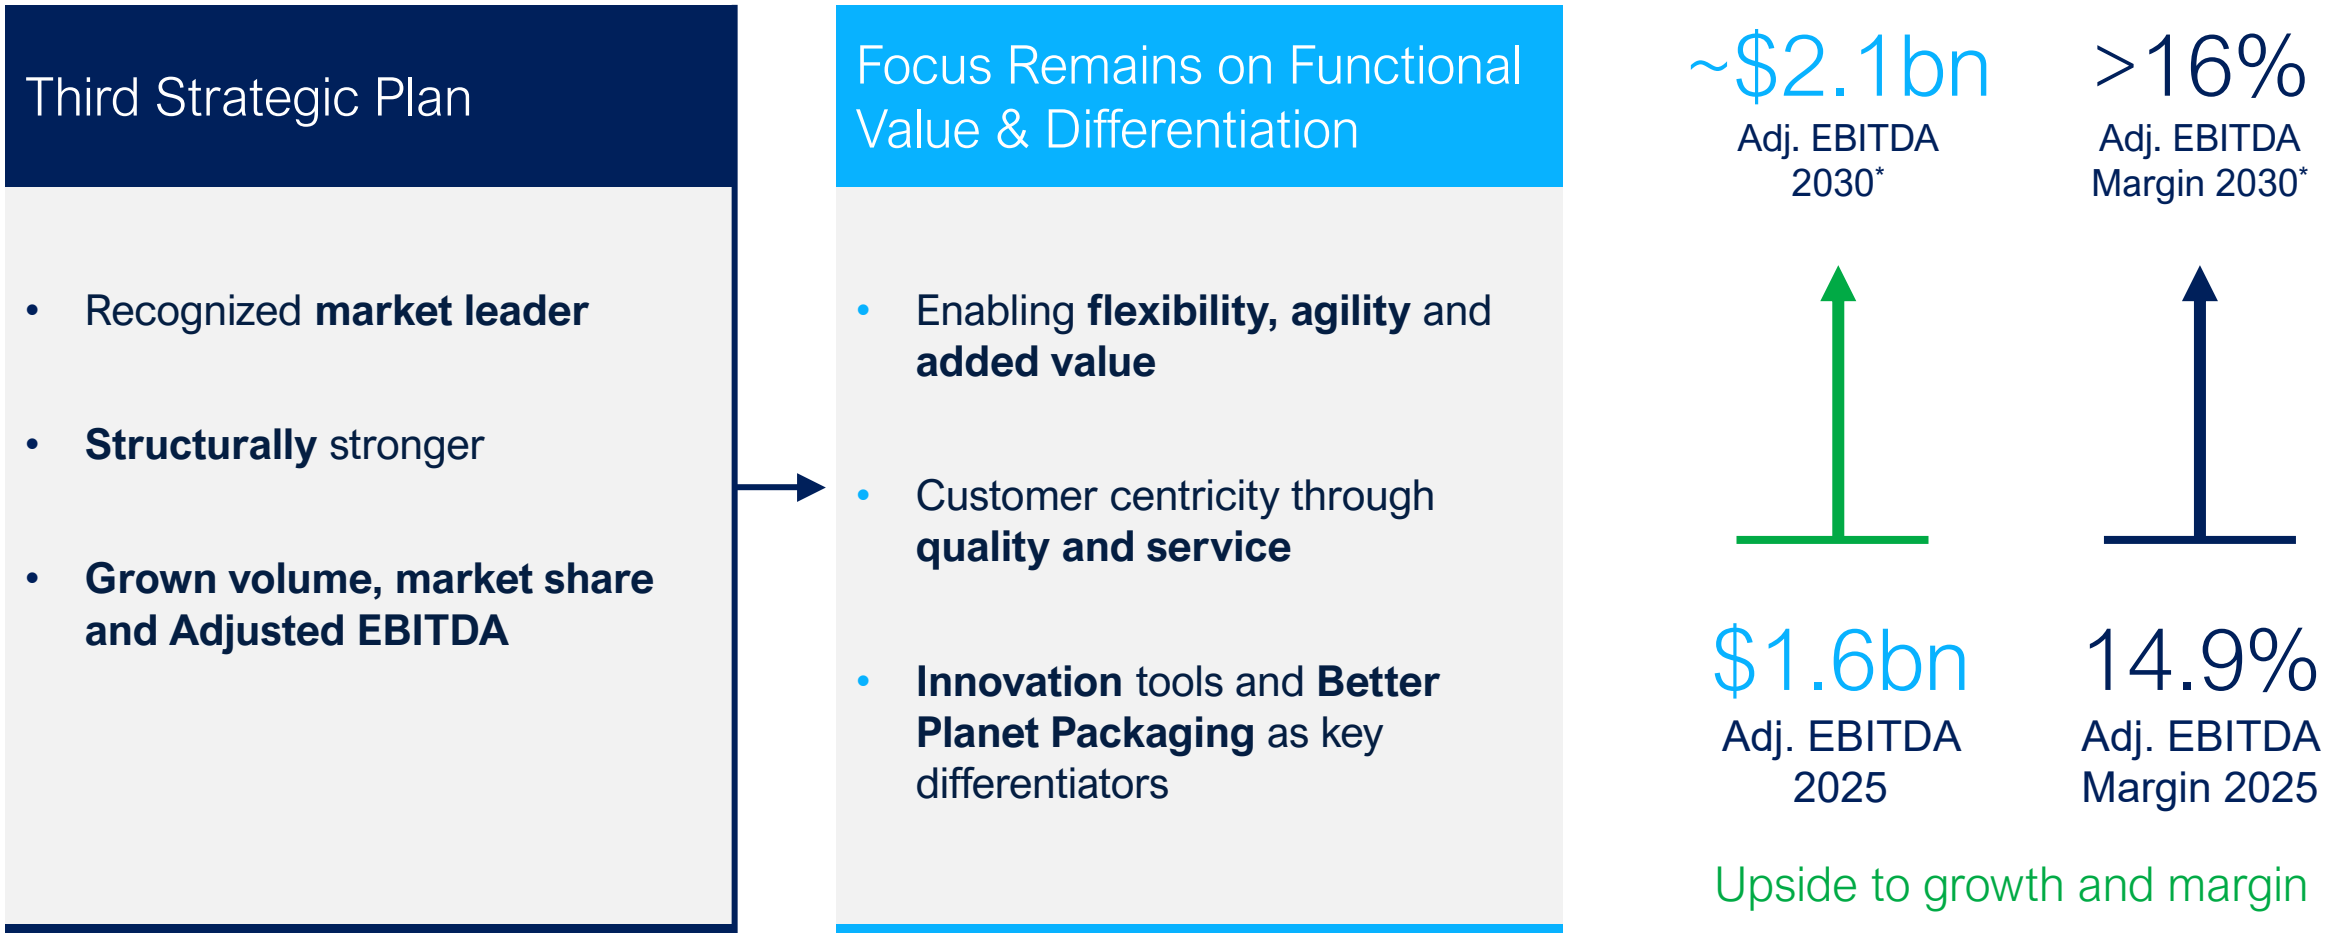 Third Strategic Plan
• Recognized market leader
• Structurally stronger
• Grown volume, market share
and Adjusted EBITDA
Focus Remains on Functional
Value & Differentiation
• Enabling flexibility, agility and
added value
• Customer centricity through
quality and service
• Innovation tools and Better
Planet Packaging as key
differentiators
~$2.1bn
Adj. EBITDA
2030*
>16%
Adj. EBITDA
Margin 2030*
$1.6bn
Adj. EBITDA
2025
14.9%
Adj. EBITDA
Margin 2025
Upside to growth and margin